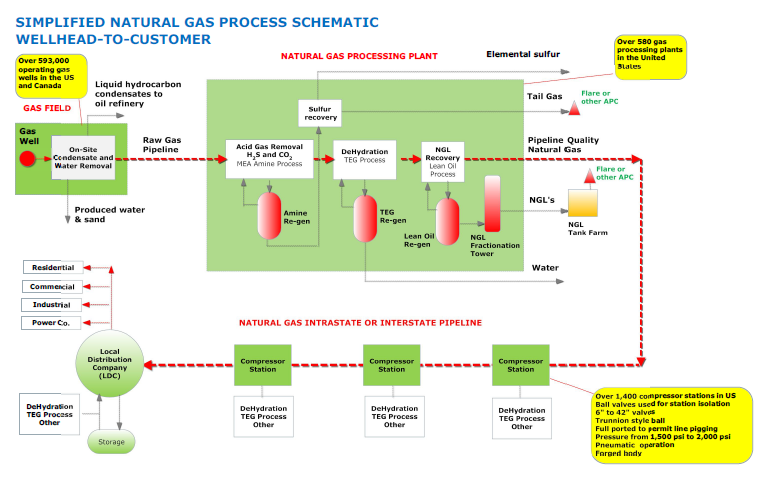 SIMPLIFIED NATURAL GAS PROCESS SCHEMATIC
WELLHEAD-TO-CUSTOMER
Over 593,000
operating gas
wells in the US
and Canada
NATURAL GAS PROCESSING PLANT
Elemental sulfur
Over 580 gas
processing plants
in the United
States
Liquid hydrocarbon
condensates to
oil refinery
GAS FIELD
Sulfur
recovery
Tail Gas
Flare or
other APC
Gas
Well
On-Site
Condensate and
Water Removal
Raw Gas
Pipeline
Acid Gas Removal
H2S and CO2
MEA Amine Process
DeHydration
TEG Process
NGL
Recovery
Lean Oil
Process
Pipeline Quality
Natural Gas
Flare or
other APC
Produced water
& sand
Amine
Re-gen
TEG
Re-gen
Lean Oil
Re-gen
NGL
Fractionation
Tower
NGL's
NGL
Tank Farm
Water
Residential
Commercial
Industrial
Power Co.
NATURAL GAS INTRASTATE OR INTERSTATE PIPELINE
Local
Distribution
Company
(LDC)
Compressor
Station
Compressor
Station
Compressor
Station
DeHydration
TEG Process
Other
Storage
DeHydration
TEG Process
Other
DeHydration
TEG Process
Other
DeHydration
TEG Process
Other
Over 1,400 compressor stations in US
Ball valves used for station isolation
6" to 42" valves
Trunnion style ball
Full ported to permit line pigging
Pressure from 1,500 psi to 2,000 psi
Pneumatic operation
Forged body